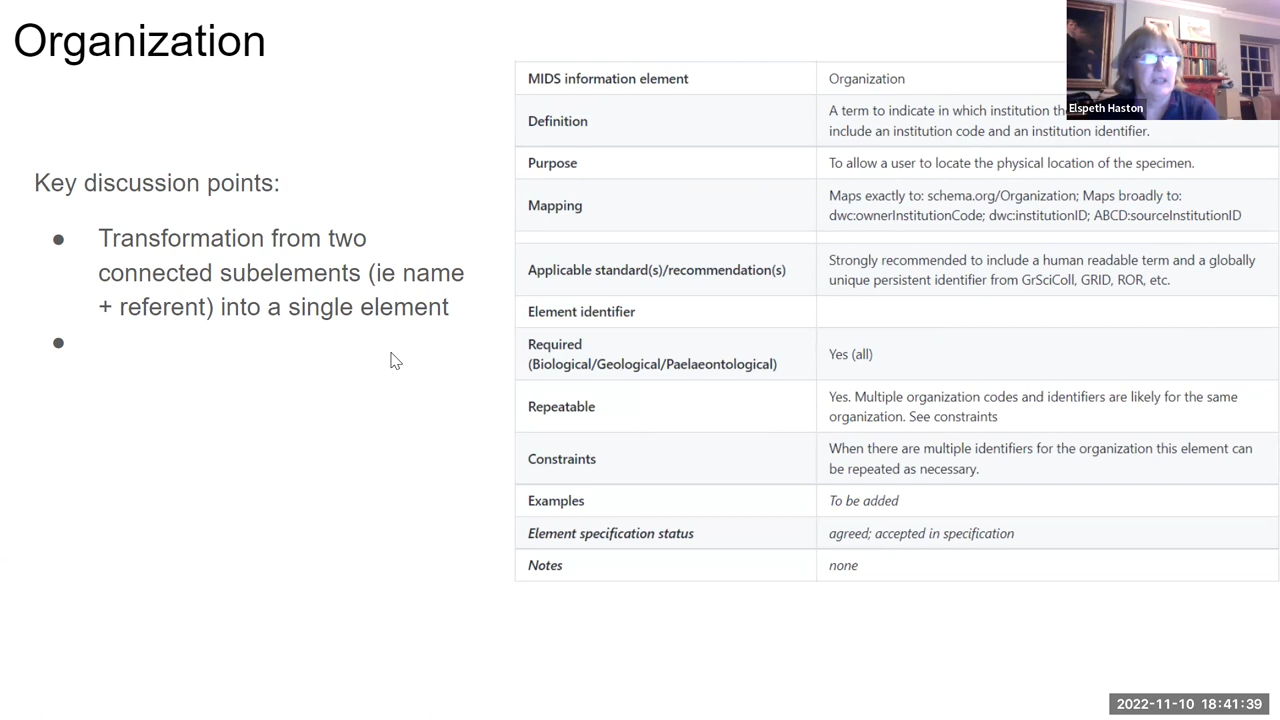 Organization
Elspeth Haston
Key discussion points:
● Transformation from two
connected subelements (ie name
+ referent) into a single element
●
MIDS information element Organization
Definition A term to indicate in which institution
include an institution code and an institution identifier.
Purpose To allow a user to locate the physical location of the specimen.
Mapping Maps exactly to: schema.org/Organization; Maps broadly to:
dwc:ownerInstitutionCode; dwc:institutionID; ABCD:sourceInstitutionID
Applicable standard(s)/recommendation(s) Strongly recommended to include a human readable term and a globally
unique persistent identifier from GrSciColl, GRID, ROR, etc.
Element identifier
Required
(Biological/Geological/Paelaeontological) Yes (all)
Repeatable Yes. Multiple organization codes and identifiers are likely for the same
organization. See constraints
Constraints When there are multiple identifiers for the organization this element can
be repeated as necessary.
Examples To be added
Element specification status agreed; accepted in specification
Notes none
2022-11-10 18:41:39